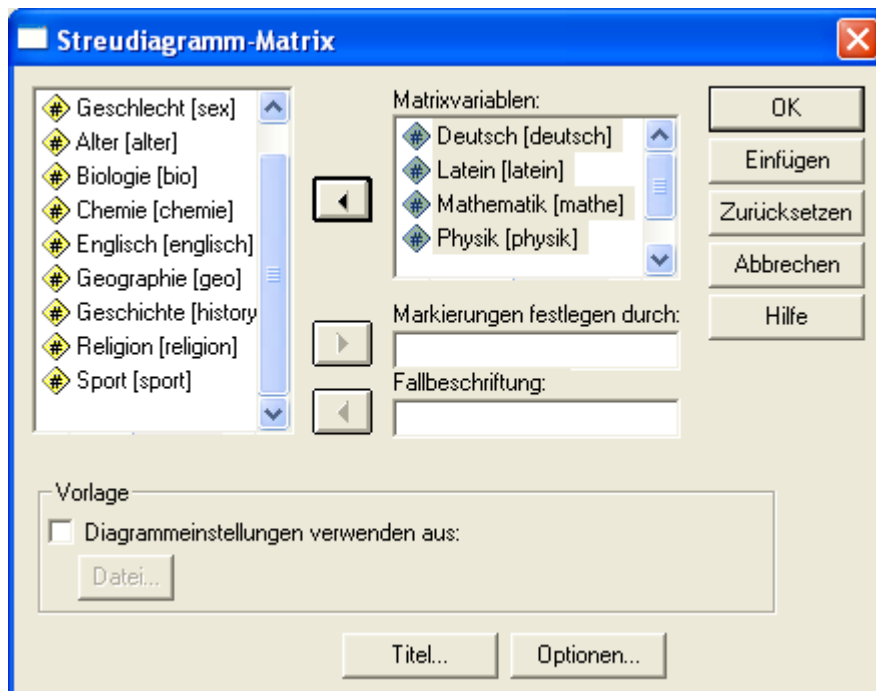 Streudiagramm-Matrix
Geschlecht [sex]
Alter [alter]
Biologie [bio]
Chemie [chemie]
Englisch [englisch]
Geographie [geo]
Geschichte [history
Religion [religion]
Sport [sport]
Matrixvariablen:
Deutsch [deutsch]
Latein [latein]
Mathematik [mathe]
Physik [physik]
Markierungen festlegen durch:
Fallbeschriftung:
OK
Einfügen
Zurücksetzen
Abbrechen
Hilfe
Vorlage
Diagrammeinstellungen verwenden aus:
Datei...
Titel...
Optionen...